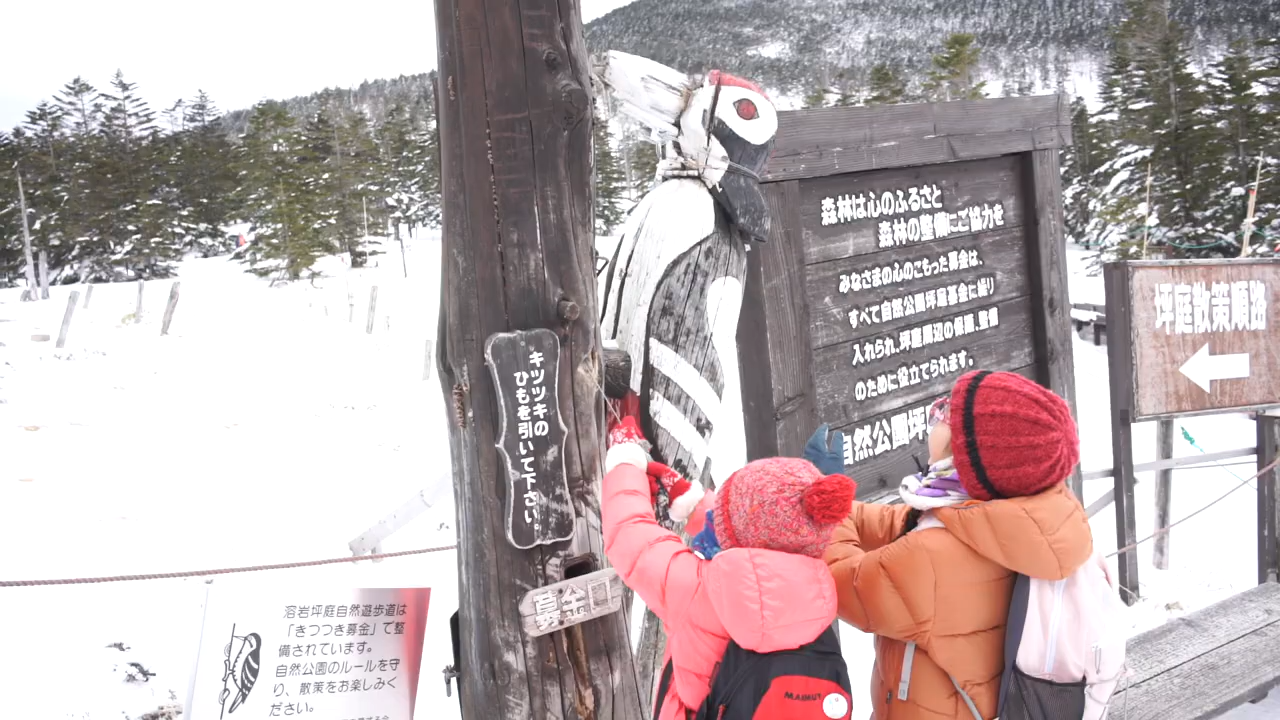 キツツキの
ひもを引いて下さい。
募金口
森林は心のふるさと
森林の整備にご協力を
みなさまの心のこもった募金は、
すべて自然公園坪庭募金に繰り
入れられ、坪庭周辺の保護、整備
のために役立てられます。
自然公園坪
坪庭散策順路
溶岩坪庭自然遊歩道は
「きつつき募金」で整
備されています。
自然公園のルールを守
り、散策をお楽しみく
ださい。
MAMMUT